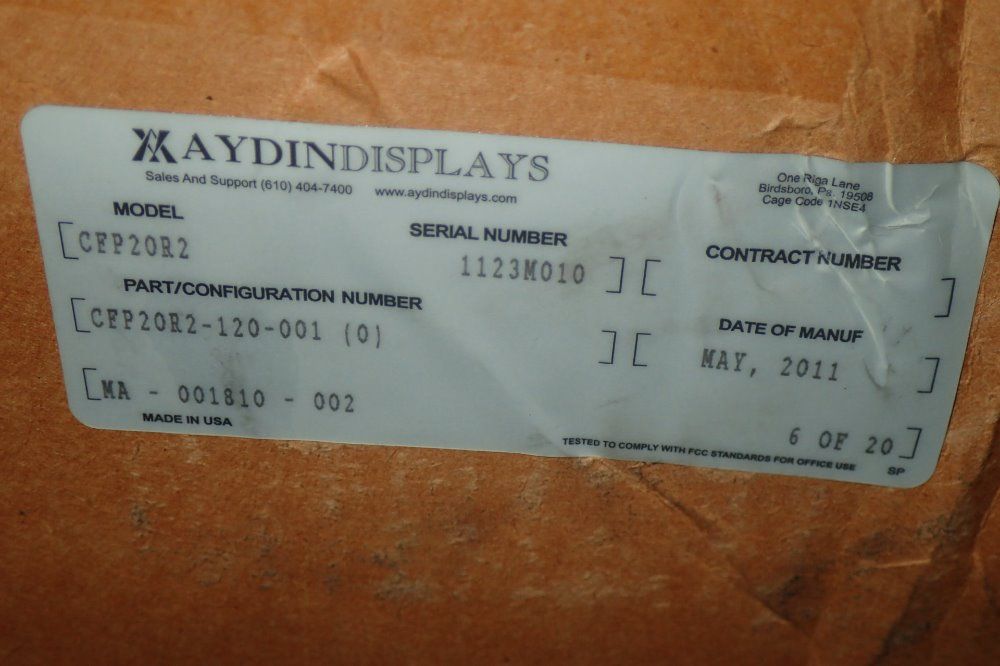 AYDINDISPLAYS
Sales And Support (610) 404-7400 www.aydindisplays.com
One Riga Lane
Birdsboro, Pa. 19508
Cage Code 1NSE4
MODEL
[CFP20R2
SERIAL NUMBER
1123M010 ]
CONTRACT NUMBER
[ ]
PART/CONFIGURATION NUMBER
[CFP20R2-120-001 (0) ]
DATE OF MANUF
[ MAY, 2011 ]
[MA - 001810 - 002
6 OF 20]
MADE IN USA
TESTED TO COMPLY WITH FCC STANDARDS FOR OFFICE USE
SP